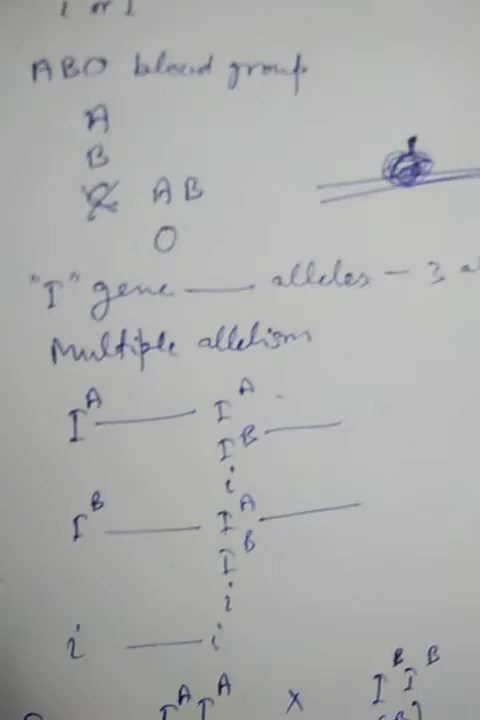 ABO blood group
A
B
AB
O
"I" gene — alleles – 3
Multiple allelism
I^A — I^A
I^B —
i
I^B — I^A —
I^B
i
i — i
I^A I^A × I^B I^B